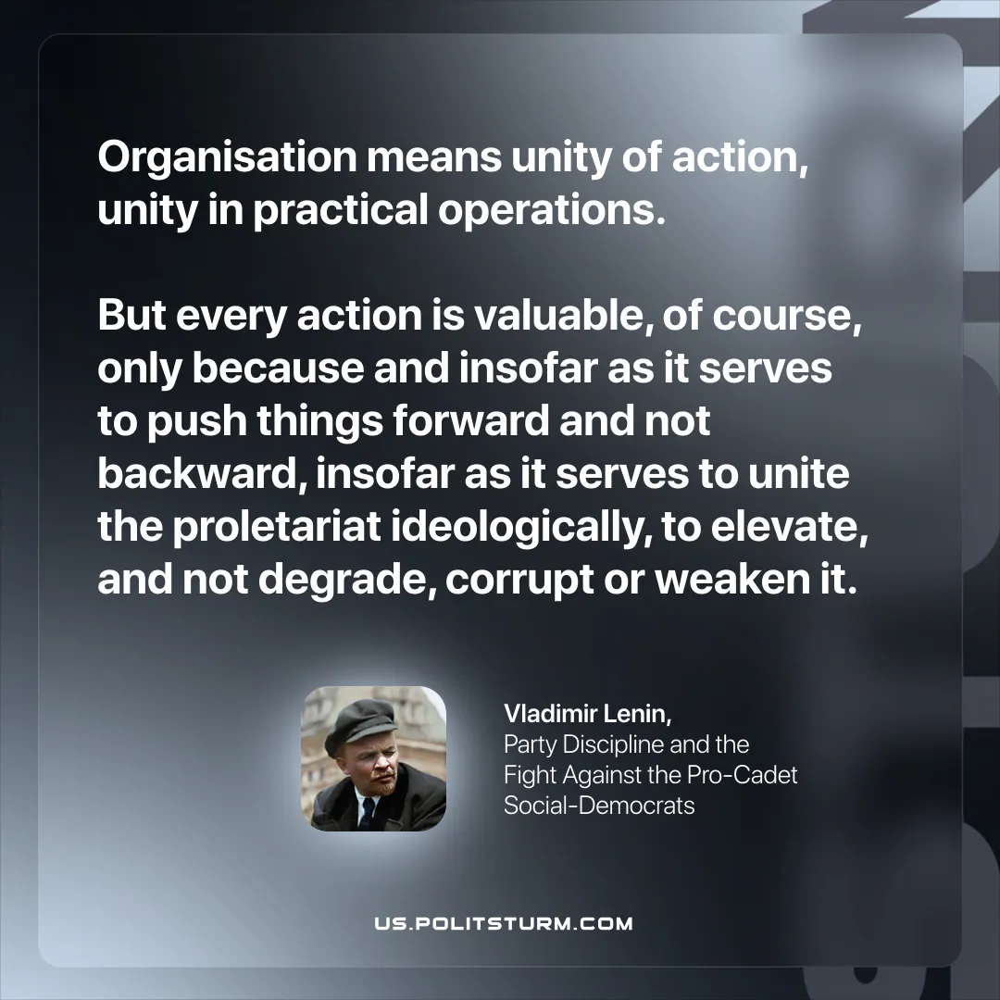 Organisation means unity of action,
unity in practical operations.
But every action is valuable, of course,
only because and insofar as it serves
to push things forward and not
backward, insofar as it serves to unite
the proletariat ideologically, to elevate,
and not degrade, corrupt or weaken it.
Vladimir Lenin,
Party Discipline and the
Fight Against the Pro-Cadet
Social-Democrats
US.POLITSTURM.COM